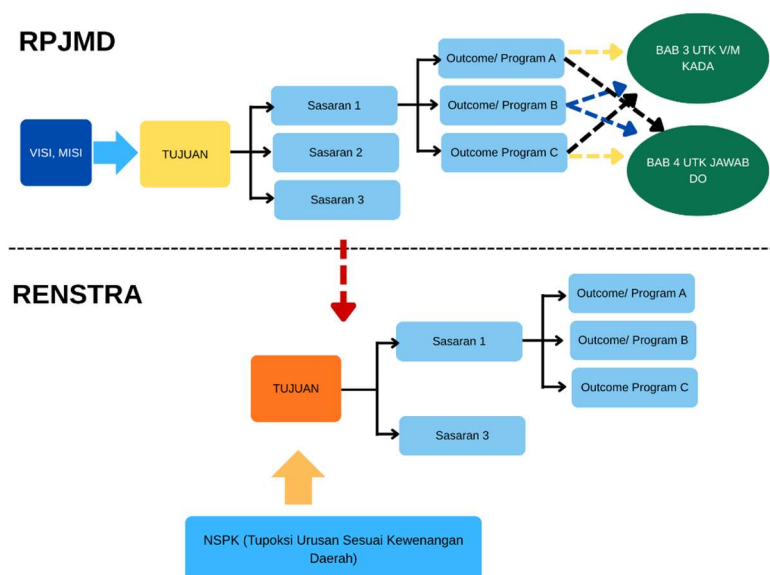 RPJMD
VISI, MISI
TUJUAN
Sasaran 1
Sasaran 2
Sasaran 3
Outcome/ Program A
Outcome/ Program B
Outcome Program C
BAB 3 UTK V/M
KADA
BAB 4 UTK JAWAB
DO
RENSTRA
TUJUAN
Sasaran 1
Sasaran 3
Outcome/ Program A
Outcome/ Program B
Outcome Program C
NSPK (Tupoksi Urusan Sesuai Kewenangan
Daerah)